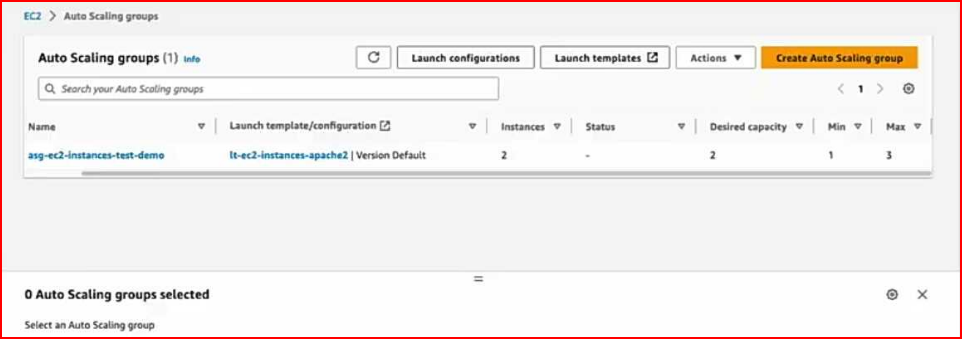 EC2 > Auto Scaling groups
Auto Scaling groups (1) Info
Launch configurations
Launch templates
Actions
Create Auto Scaling group
Search your Auto Scaling groups
1
Name Launch template/configuration Instances Status Desired capacity Min Max
asg-ec2-instances-test-demo lt-ec2-instances-apache2 | Version Default 2 - 2 1 3
0 Auto Scaling groups selected
Select an Auto Scaling group